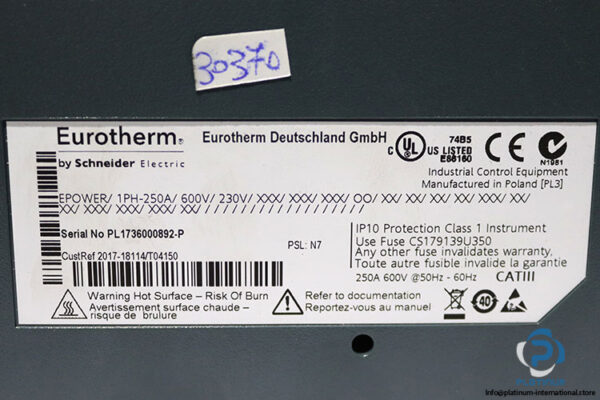 30370
Eurotherm®
by Schneider Electric
Eurotherm Deutschland GmbH
C UL US LISTED
74B5
E86160
CE
N1981
Industrial Control Equipment
Manufactured in Poland [PL3]
EPOWER/ 1PH-250A/ 600V/ 230V/ XXX/ XXX/ XXX/ OO/ XX/ XX/ XX/ XXX/ XX/
XX/ XXX/ XX/ XXX/ XX/ ////////////////////
Serial No PL1736000892-P
PSL: N7
CustRef 2017-18114/T04150
IP10 Protection Class 1 Instrument
Use Fuse CS179139U350
Any other fuse invalidates warranty,
Toute autre fusible invalide la garantie
250A 600V @50Hz - 60Hz
CATIII
Warning Hot Surface – Risk Of Burn
Avertissement surface chaude –
risque de brulure
Refer to documentation
Reportez-vous au manuel
40
PLATINUM
info@platinum-international.store